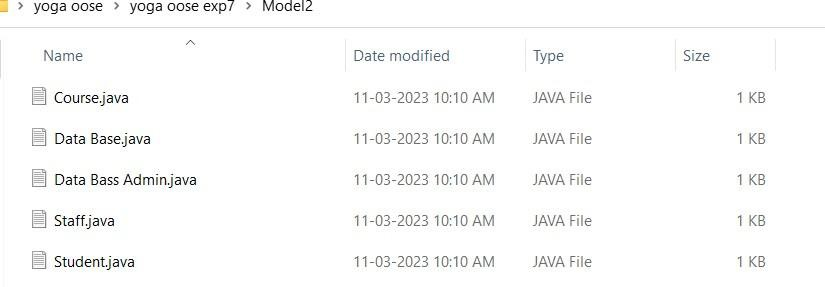 yoga oose > yoga oose exp7 > Model2
Name Date modified Type Size
Course.java 11-03-2023 10:10 AM JAVA File 1 KB
Data Base.java 11-03-2023 10:10 AM JAVA File 1 KB
Data Bass Admin.java 11-03-2023 10:10 AM JAVA File 1 KB
Staff.java 11-03-2023 10:10 AM JAVA File 1 KB
Student.java 11-03-2023 10:10 AM JAVA File 1 KB